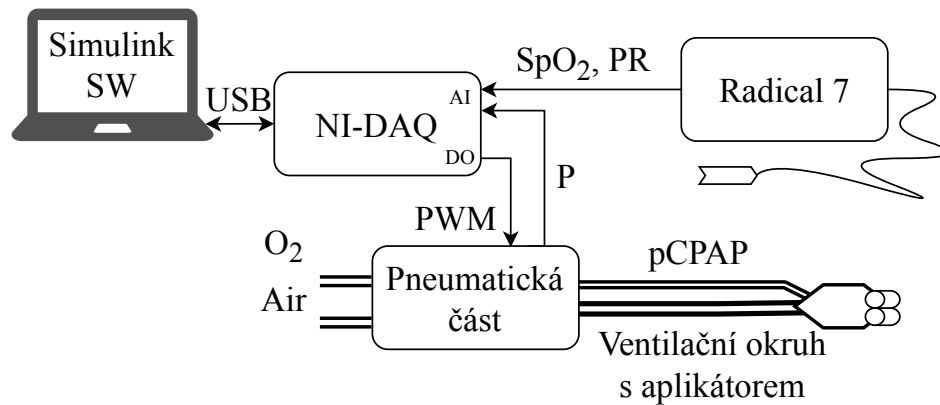 Simulink
SW
USB
NI-DAQ
AI
DO
SpO₂, PR
Radical 7
P
PWM
O₂
Air
Pneumatická
část
pCPAP
Ventilační okruh
s aplikátorem